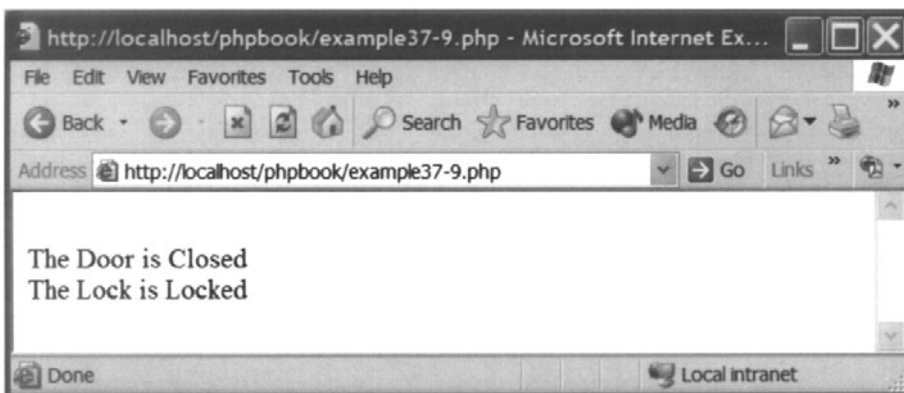 http://localhost/phpbook/example37-9.php - Microsoft Internet Ex...
File Edit View Favorites Tools Help
Back Search Favorites Media »
Address http://localhost/phpbook/example37-9.php Go Links »
The Door is Closed
The Lock is Locked
Done Local intranet